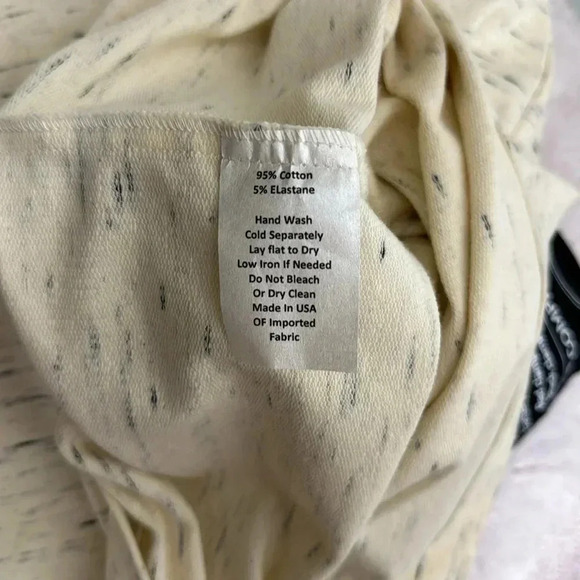 95% Cotton
5% ELastane
Hand Wash
Cold Separately
Lay flat to Dry
Low Iron If Needed
Do Not Bleach
Or Dry Clean
Made In USA
OF Imported
Fabric